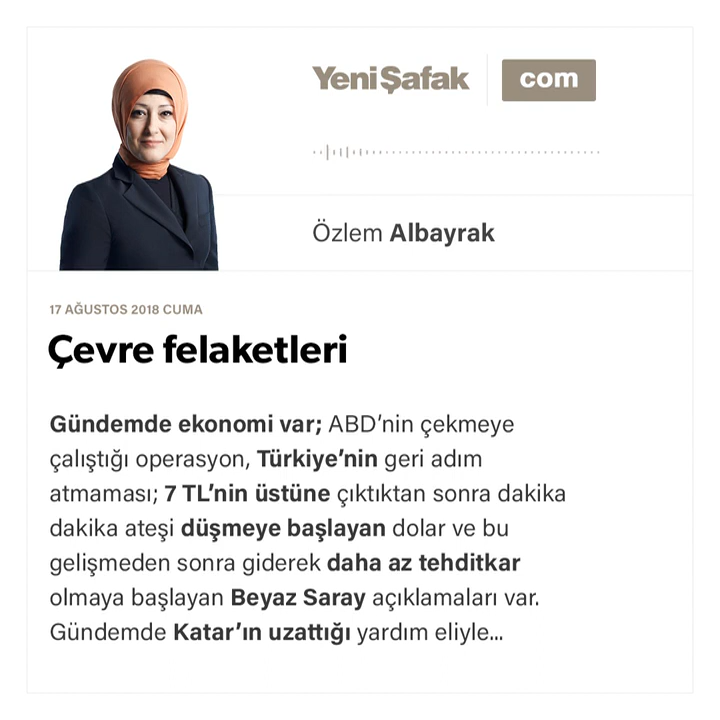 YeniŞafak com
Özlem Albayrak
17 AĞUSTOS 2018 CUMA
Çevre felaketleri
Gündemde ekonomi var; ABD’nin çekmeye
çalıştığı operasyon, Türkiye’nin geri adım
atmaması; 7 TL’nin üstüne çıktıktan sonra dakika
dakika ateşi düşmeye başlayan dolar ve bu
gelişmeden sonra giderek daha az tehditkar
olmaya başlayan Beyaz Saray açıklamaları var.
Gündemde Katar’ın uzattığı yardım eliyle...